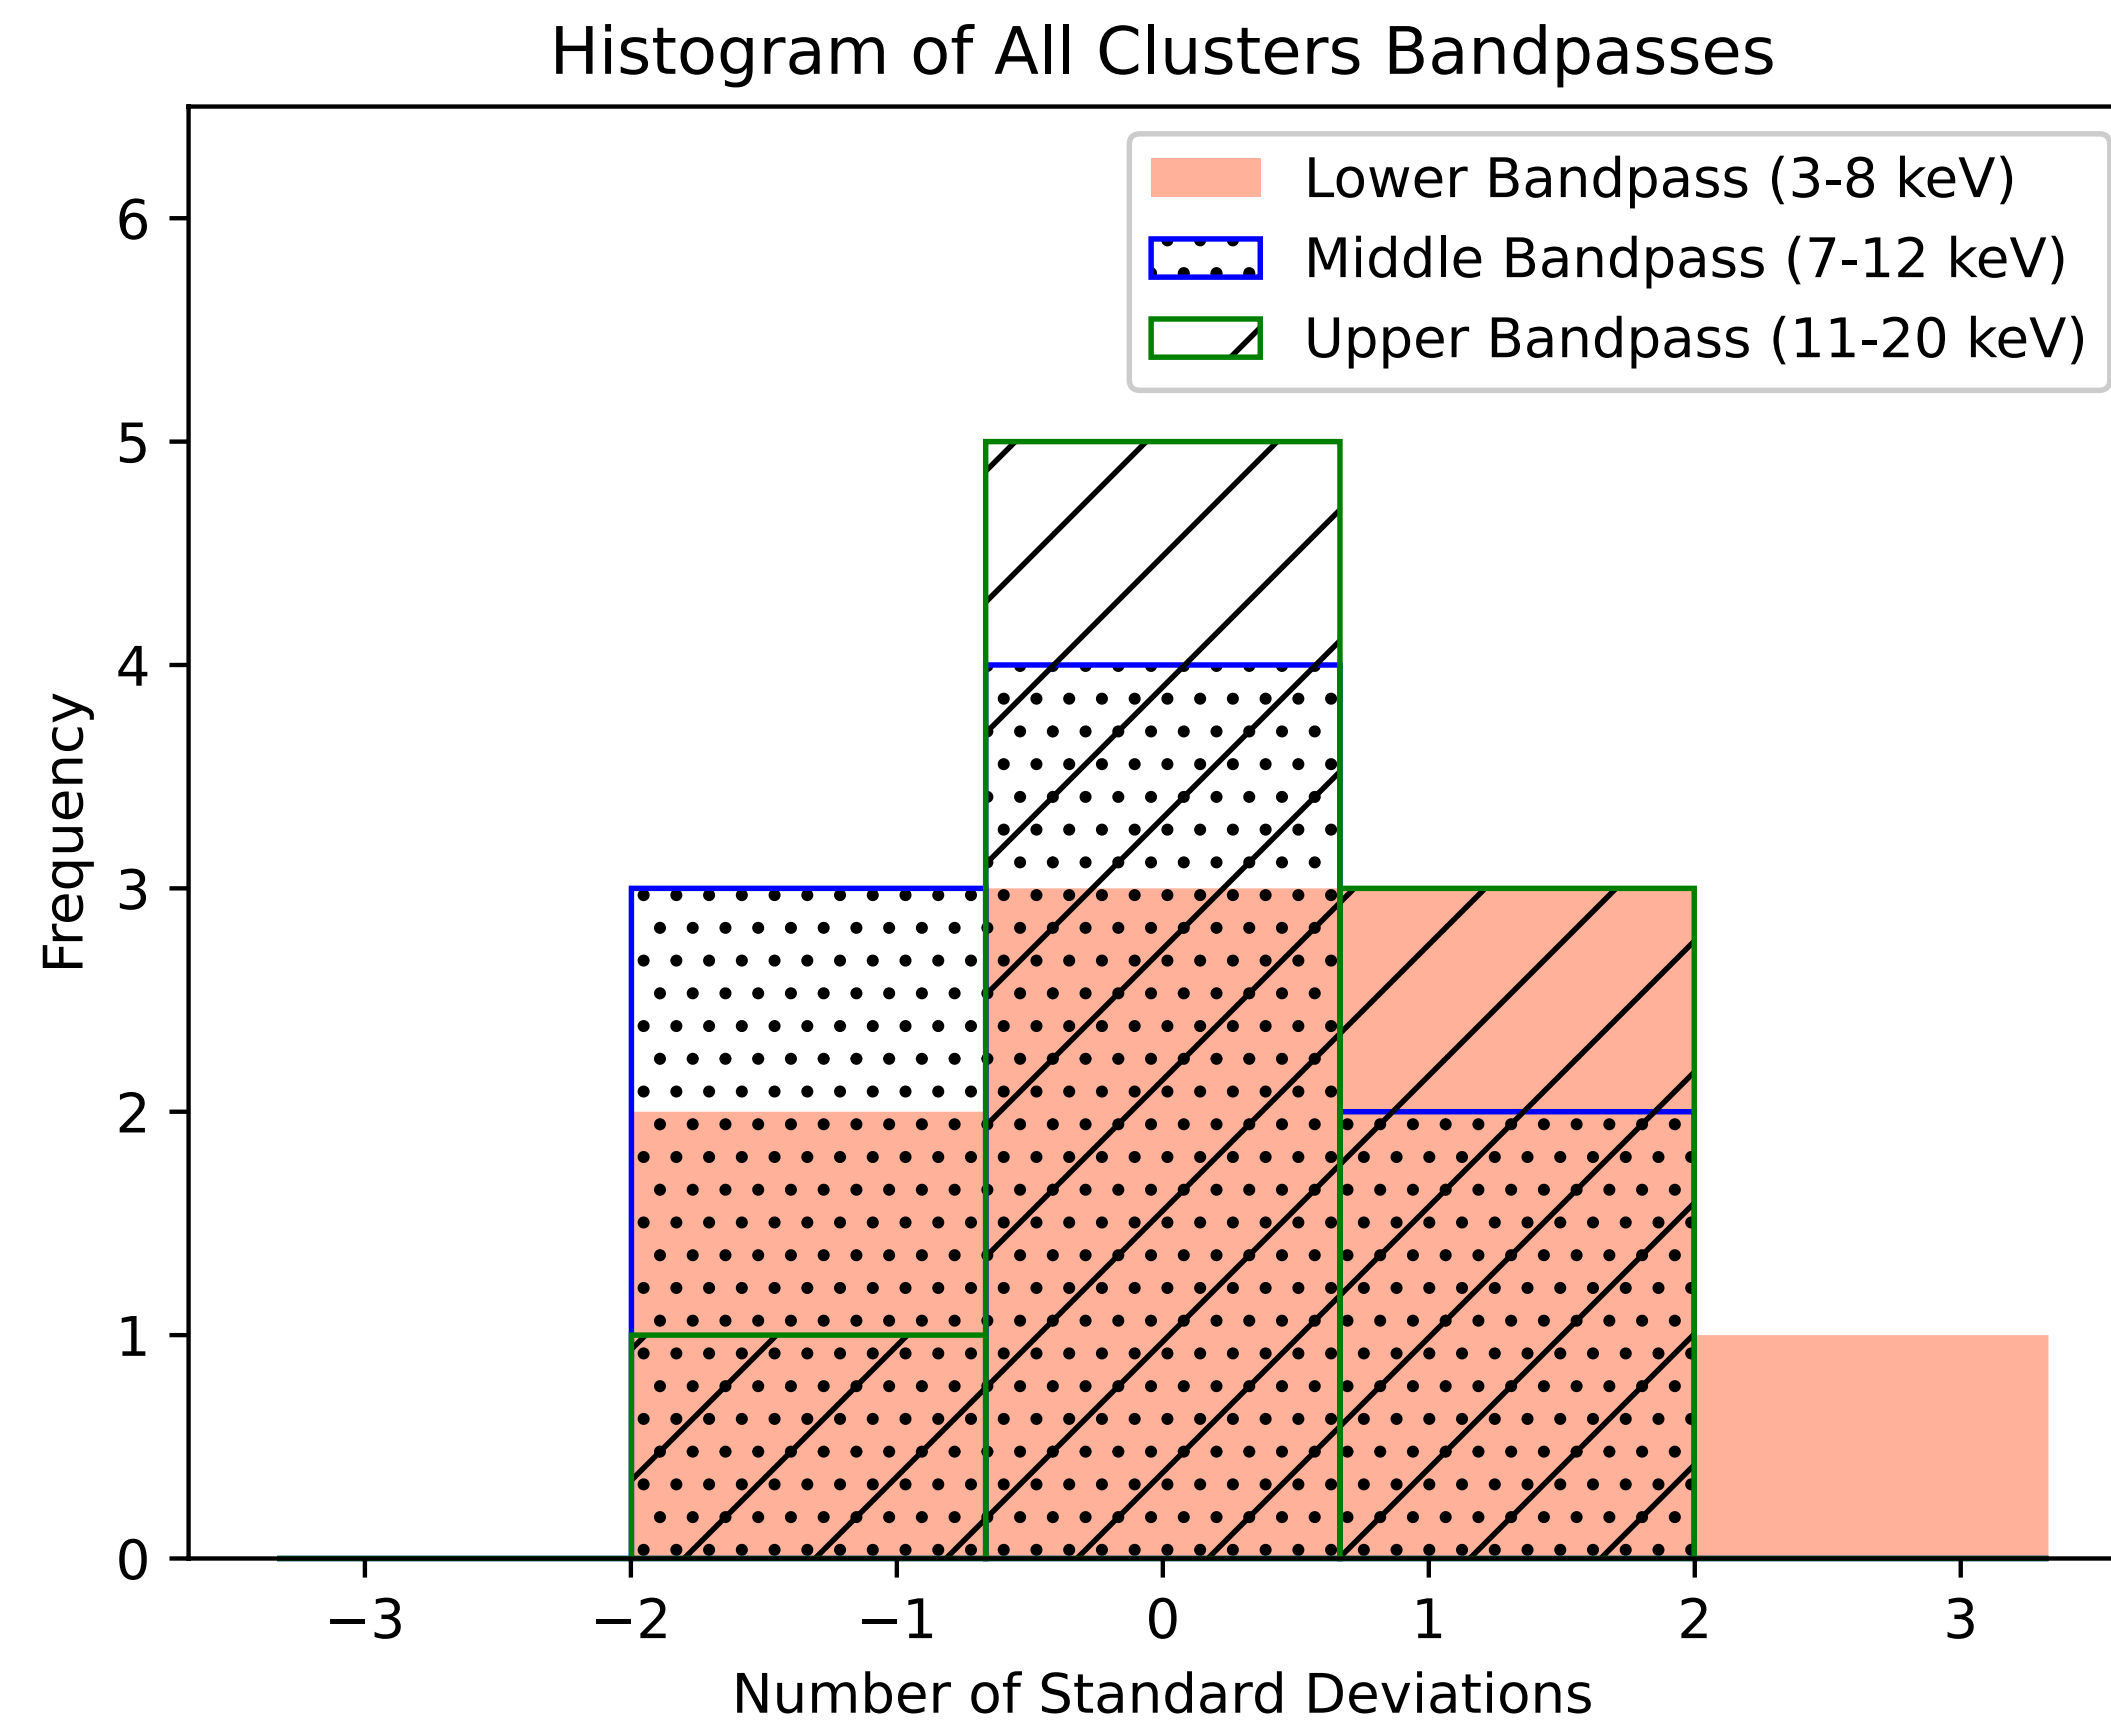 Histogram of All Clusters Bandpasses
Lower Bandpass (3-8 keV)
Middle Bandpass (7-12 keV)
Upper Bandpass (11-20 keV)
6
5
4
3
2
1
0
Frequency
−3 −2 −1 0 1 2 3
Number of Standard Deviations